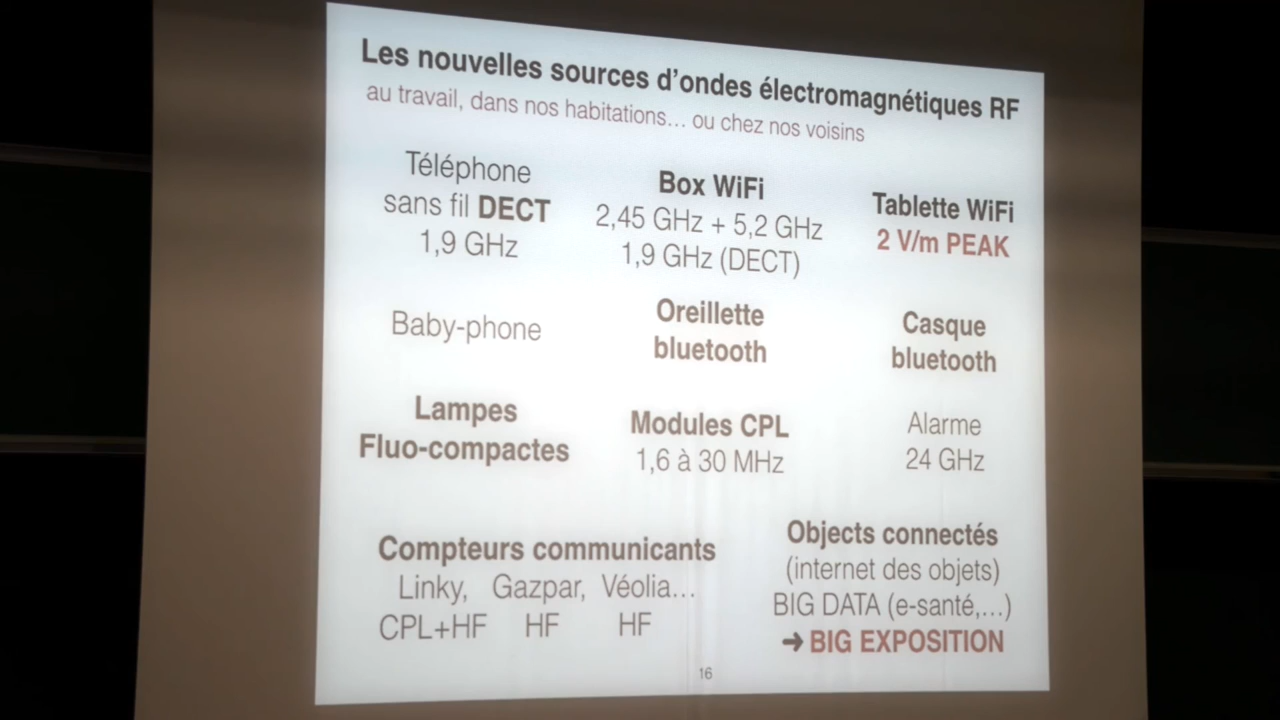 Les nouvelles sources d'ondes électromagnétiques RF
au travail, dans nos habitations... ou chez nos voisins
Téléphone
sans fil DECT
1,9 GHz
Box WiFi
2,45 GHz + 5,2 GHz
1,9 GHz (DECT)
Tablette WiFi
2 V/m PEAK
Baby-phone
Oreillette
bluetooth
Casque
bluetooth
Lampes
Fluo-compactes
Modules CPL
1,6 à 30 MHz
Alarme
24 GHz
Compteurs communicants
Linky, Gazpar, Véolia...
CPL+HF HF HF
Objects connectés
(internet des objets)
BIG DATA (e-santé,...)
➔ BIG EXPOSITION
16